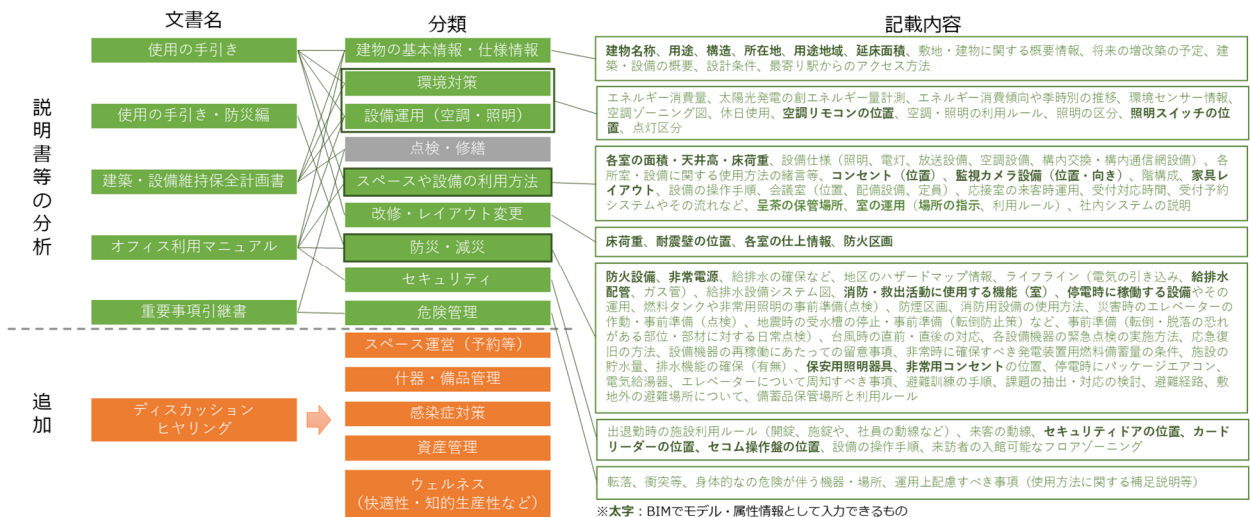 文書名
分類
記載内容
説明書等の分析
使用の手引き
使用の手引き・防災編
建築・設備維持保全計画書
オフィス利用マニュアル
重要事項引継書
建物の基本情報・仕様情報
環境対策
設備運用（空調・照明）
点検・修繕
スペースや設備の利用方法
改修・レイアウト変更
防災・減災
セキュリティ
危険管理
建物名称、用途、構造、所在地、用途地域、延床面積、敷地・建物に関する概要情報、将来の増改築の予定、建
築・設備の概要、設計条件、最寄り駅からのアクセス方法
エネルギー消費量、太陽光発電の創エネルギー量計測、エネルギー消費傾向や季時別の推移、環境センサー情報、
空調ゾーニング図、休日使用、空調リモコンの位置、空調・照明の利用ルール、照明の区分、照明スイッチの位
置、点灯区分
各室の面積・天井高・床荷重、設備仕様（照明、電灯、放送設備、空調設備、構内交換・構内通信網設備）、各
所室・設備に関する使用方法の緒言等、コンセント（位置）、監視カメラ設備（位置・向き）、階構成、家具レ
イアウト、設備の操作手順、会議室（位置、配備設備、定員）、応接室の来客時運用、受付対応時間、受付予約
システムやその流れなど、呈茶の保管場所、室の運用（場所の指示、利用ルール）、社内システムの説明
床荷重、耐震壁の位置、各室の仕上情報、防火区画
防火設備、非常電源、給排水の確保など、地区のハザードマップ情報、ライフライン（電気の引き込み、給排水
配管、ガス管）、給排水設備システム図、消防・救出活動に使用する機能（室）、停電時に稼働する設備やその
運用、燃料タンクや非常用照明の事前準備(点検）、防煙区画、消防用設備の使用方法、災害時のエレベーターの
作動・事前準備（点検）、地震時の受水槽の停止・事前準備（転倒防止策）など、事前準備（転倒・脱落の恐れ
がある部位・部材に対する日常点検）、台風時の直前・直後の対応、各設備機器の緊急点検の実施方法、応急復
旧の方法、設備機器の再稼働にあたっての留意事項、非常時に確保すべき発電装置用燃料備蓄量の条件、施設の
貯水量、排水機能の確保（有無）、保安用照明器具、非常用コンセントの位置、停電時にパッケージエアコン、
電気給湯器、エレベーターについて周知すべき事項、避難訓練の手順、課題の抽出・対応の検討、避難経路、敷
地外の避難場所について、備蓄品保管場所と利用ルール
出退勤時の施設利用ルール（開錠、施錠や、社員の動線など）、来客の動線、セキュリティドアの位置、カード
リーダーの位置、セコム操作盤の位置、設備の操作手順、来訪者の入館可能なフロアゾーニング
転落、衝突等、身体的なの危険が伴う機器・場所、運用上配慮すべき事項（使用方法に関する補足説明等）
追加
ディスカッション
ヒヤリング
スペース運営（予約等）
什器・備品管理
感染症対策
資産管理
ウェルネス
（快適性・知的生産性など）
※太字：BIMでモデル・属性情報として入力できるもの